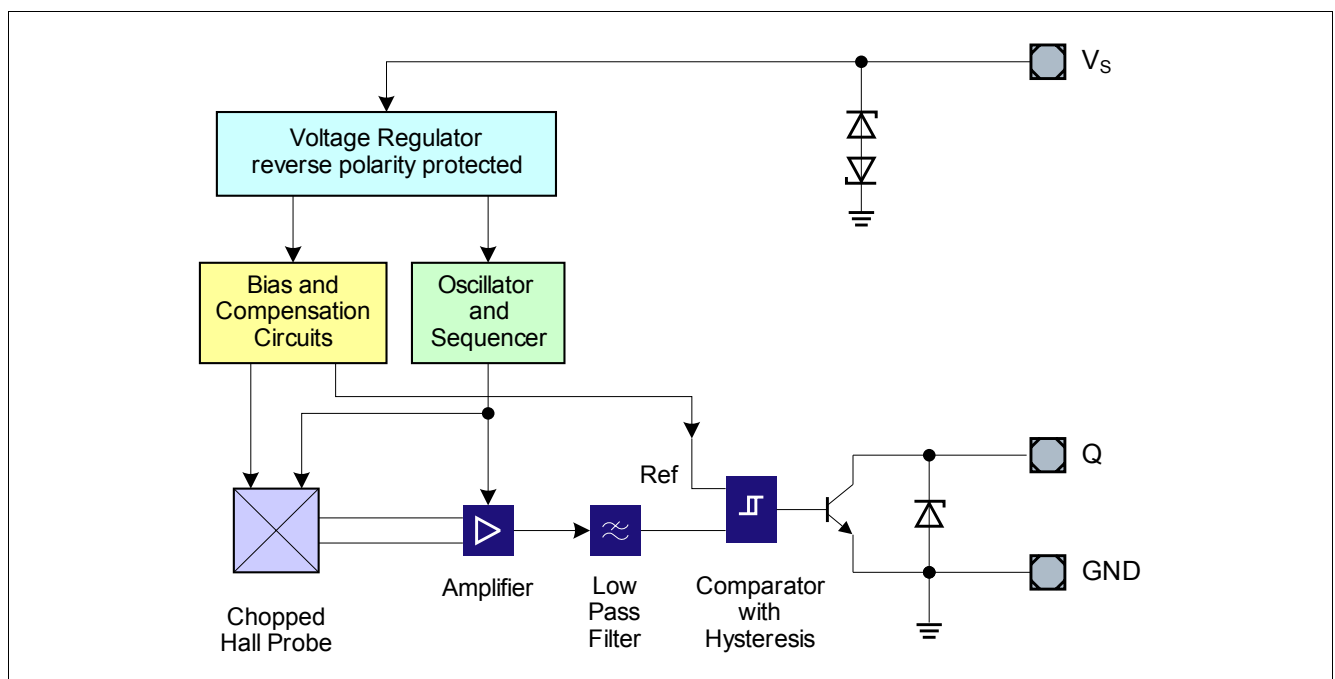 V_S
Voltage Regulator
reverse polarity protected
Bias and
Compensation
Circuits
Oscillator
and
Sequencer
Ref
Q
GND
Amplifier
Low
Pass
Filter
Comparator
with
Hysteresis
Chopped
Hall Probe